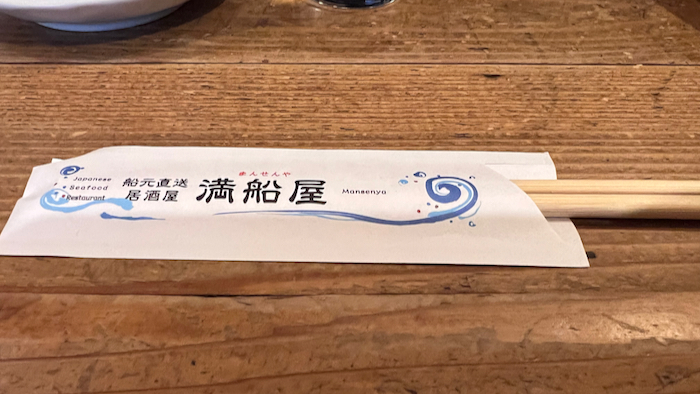 Japanese
Seafood
Restaurant
船元直送
居酒屋
まんせんや
満船屋
Mansenya